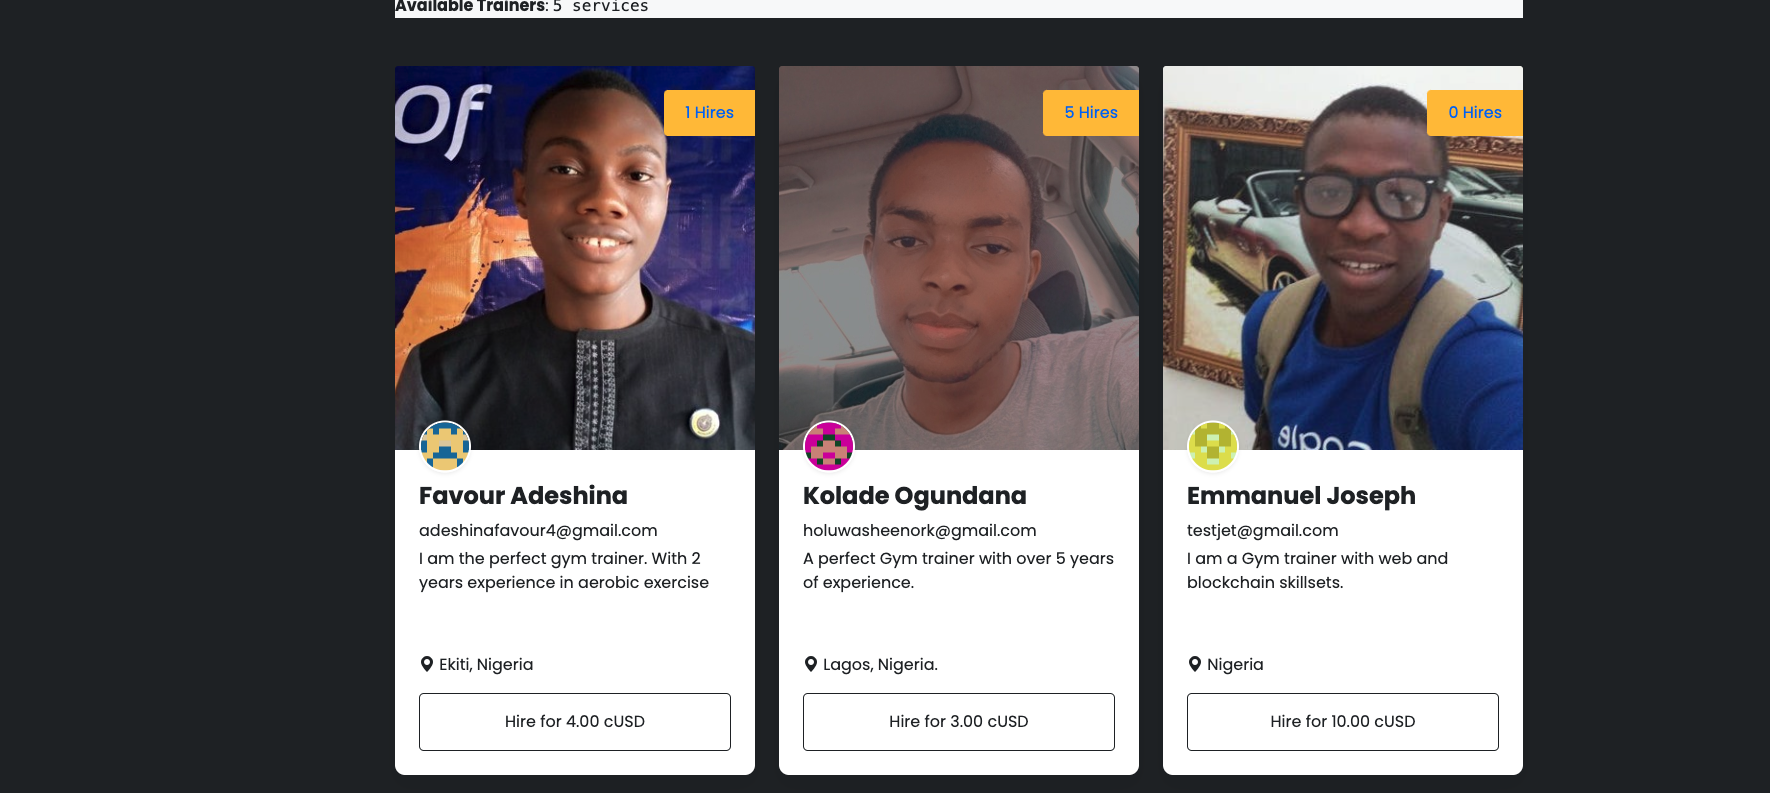 Available Trainers: 5 services
Of
1 Hires
5 Hires
0 Hires
Favour Adeshina
adeshinafavour4@gmail.com
I am the perfect gym trainer. With 2
years experience in aerobic exercise
Ekiti, Nigeria
Hire for 4.00 cUSD
Kolade Ogundana
holuwasheenork@gmail.com
A perfect Gym trainer with over 5 years
of experience.
Lagos, Nigeria.
Hire for 3.00 cUSD
Emmanuel Joseph
testjet@gmail.com
I am a Gym trainer with web and
blockchain skillsets.
Nigeria
Hire for 10.00 cUSD